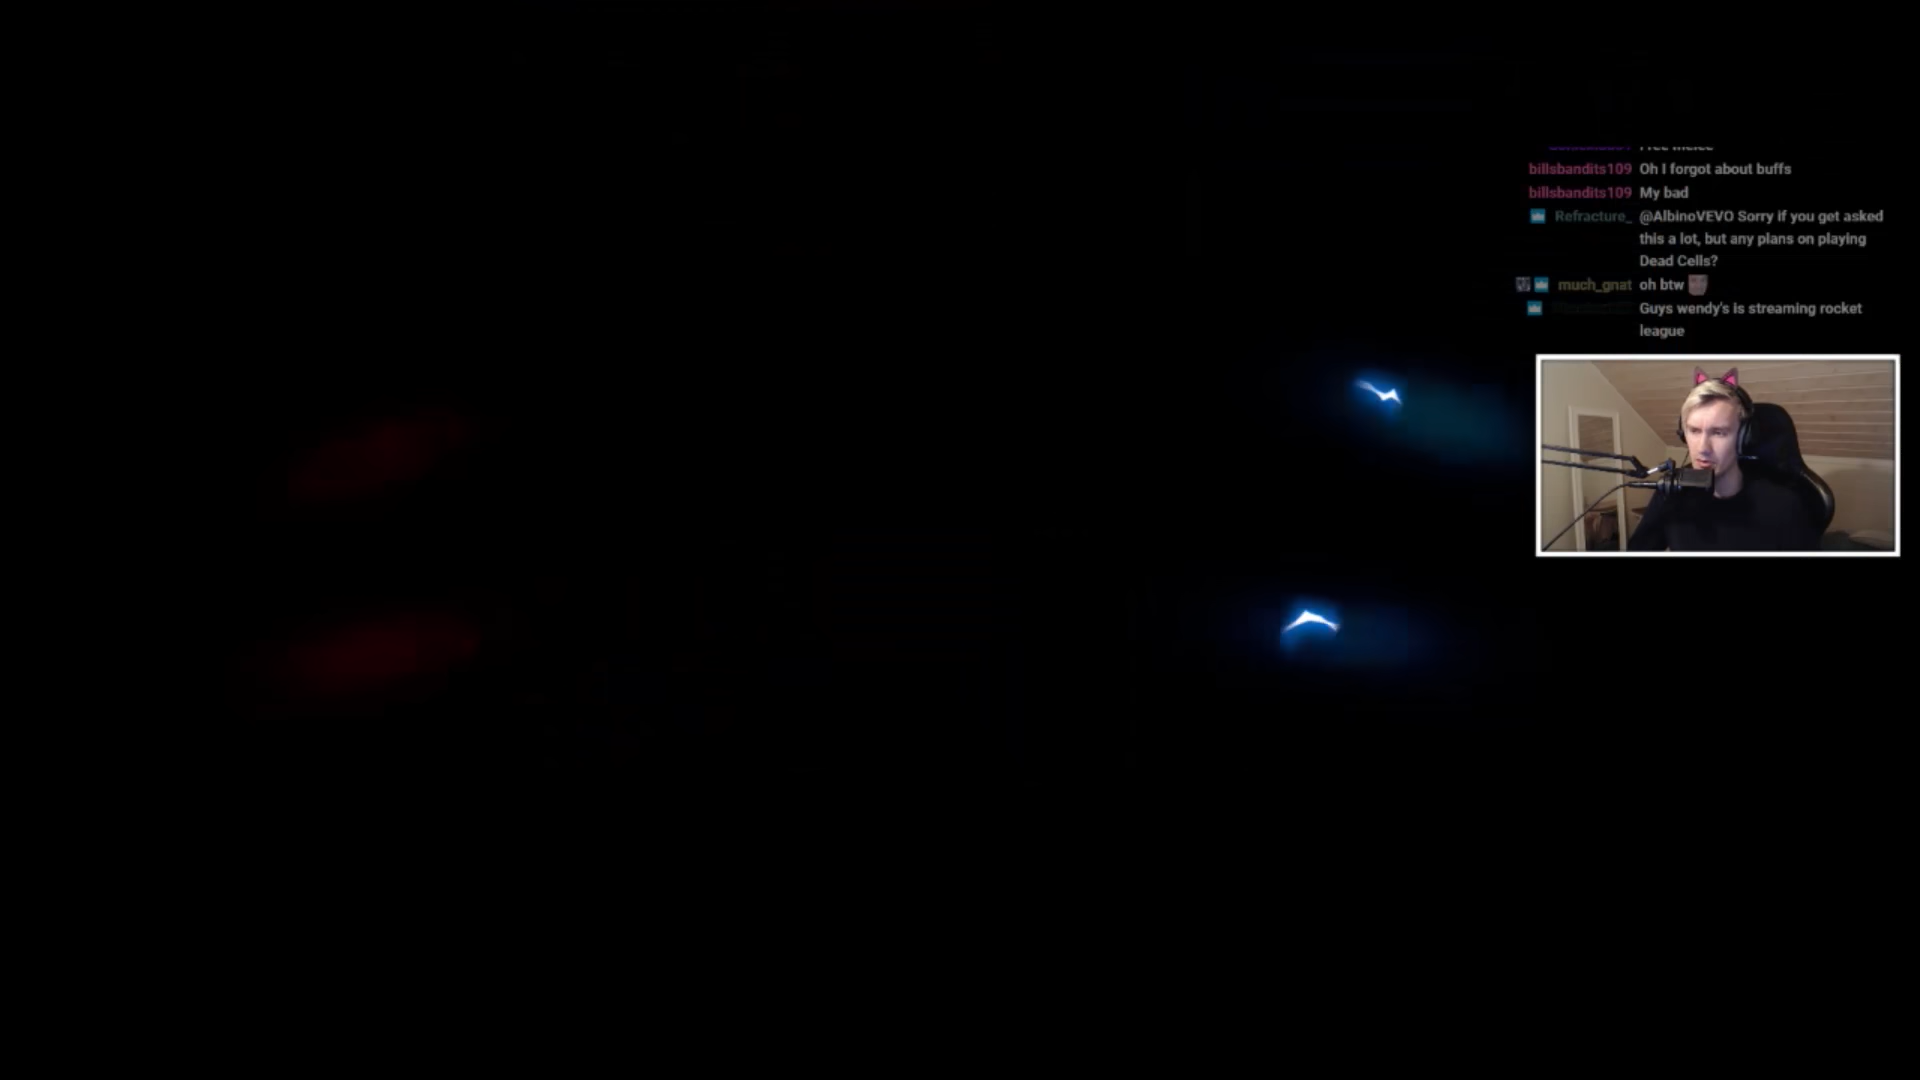 billsbandits109 Oh I forgot about buffs
billsbandits109 My bad
Refracture_ @AlbinoVEVO Sorry if you get asked
this a lot, but any plans on playing
Dead Cells?
much_gnat oh btw
Guys wendy's is streaming rocket
league